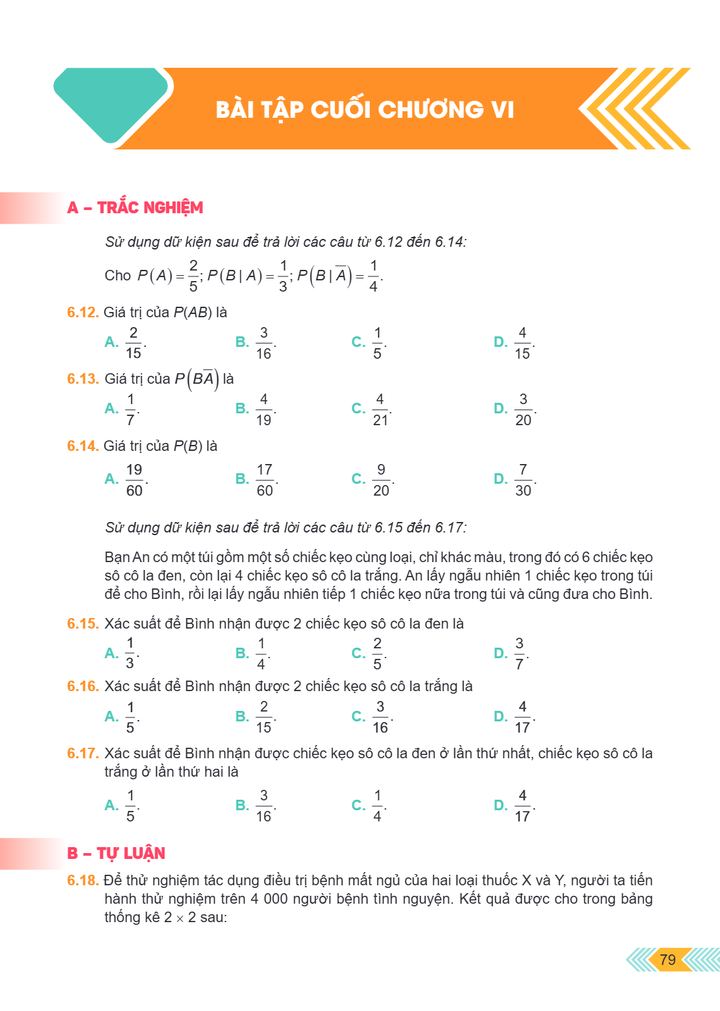 BÀI TẬP CUỐI CHƯƠNG VI
A – TRẮC NGHIỆM
Sử dụng dữ kiện sau để trả lời các câu từ 6.12 đến 6.14:
Cho P(A) = 2/5; P(B | A) = 1/3; P(B | A̅) = 1/4.
6.12. Giá trị của P(AB) là
A. 2/15. B. 3/16. C. 1/5. D. 4/15.
6.13. Giá trị của P(BA̅) là
A. 1/7. B. 4/19. C. 4/21. D. 3/20.
6.14. Giá trị của P(B) là
A. 19/60. B. 17/60. C. 9/20. D. 7/30.
Sử dụng dữ kiện sau để trả lời các câu từ 6.15 đến 6.17:
Bạn An có một túi gồm một số chiếc kẹo cùng loại, chỉ khác màu, trong đó có 6 chiếc kẹo
sô cô la đen, còn lại 4 chiếc kẹo sô cô la trắng. An lấy ngẫu nhiên 1 chiếc kẹo trong túi
để cho Bình, rồi lại lấy ngẫu nhiên tiếp 1 chiếc kẹo nữa trong túi và cũng đưa cho Bình.
6.15. Xác suất để Bình nhận được 2 chiếc kẹo sô cô la đen là
A. 1/3. B. 1/4. C. 2/5. D. 3/7.
6.16. Xác suất để Bình nhận được 2 chiếc kẹo sô cô la trắng là
A. 1/5. B. 2/15. C. 3/16. D. 4/17.
6.17. Xác suất để Bình nhận được chiếc kẹo sô cô la đen ở lần thứ nhất, chiếc kẹo sô cô la
trắng ở lần thứ hai là
A. 1/5. B. 3/16. C. 1/4. D. 4/17.
B – TỰ LUẬN
6.18. Để thử nghiệm tác dụng điều trị bệnh mất ngủ của hai loại thuốc X và Y, người ta tiến
hành thử nghiệm trên 4 000 người bệnh tình nguyện. Kết quả được cho trong bảng
thống kê 2 × 2 sau:
79